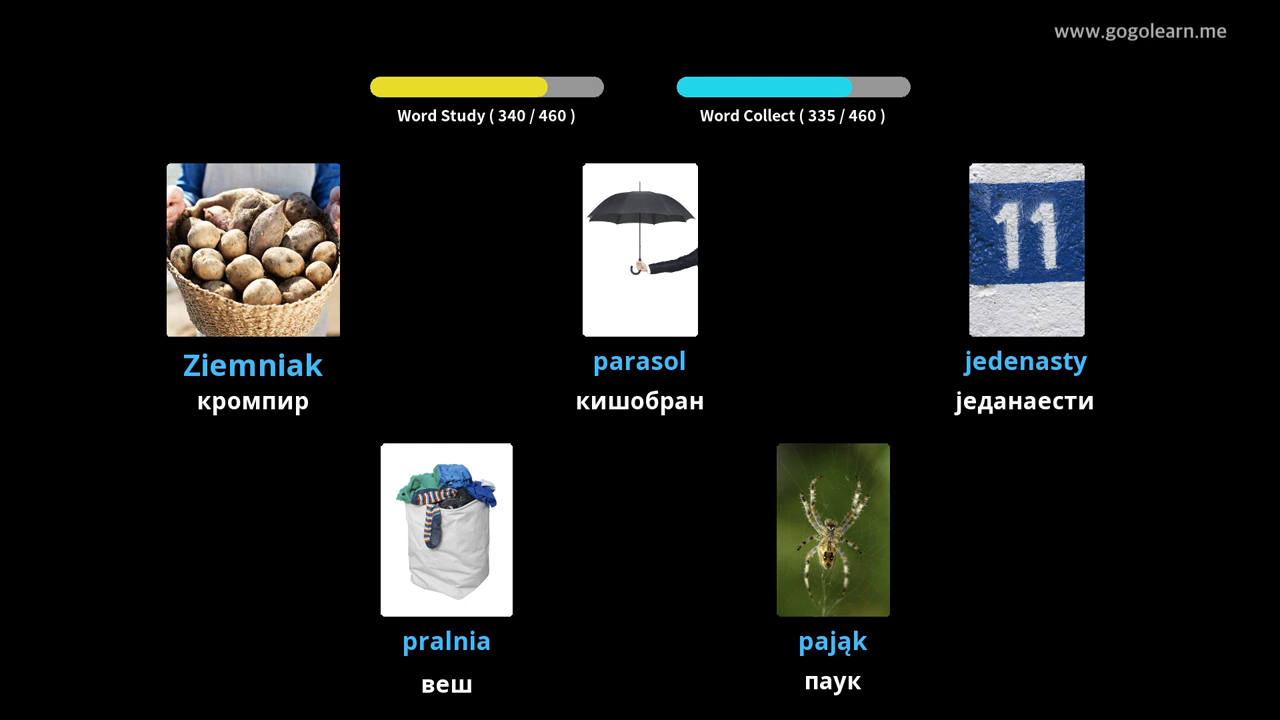 www.gogolearn.me
Word Study ( 340 / 460 )
Word Collect ( 335 / 460 )
11
Ziemniak
кромпир
parasol
кишобран
jedenasty
једанаести
pralnia
веш
pająk
паук